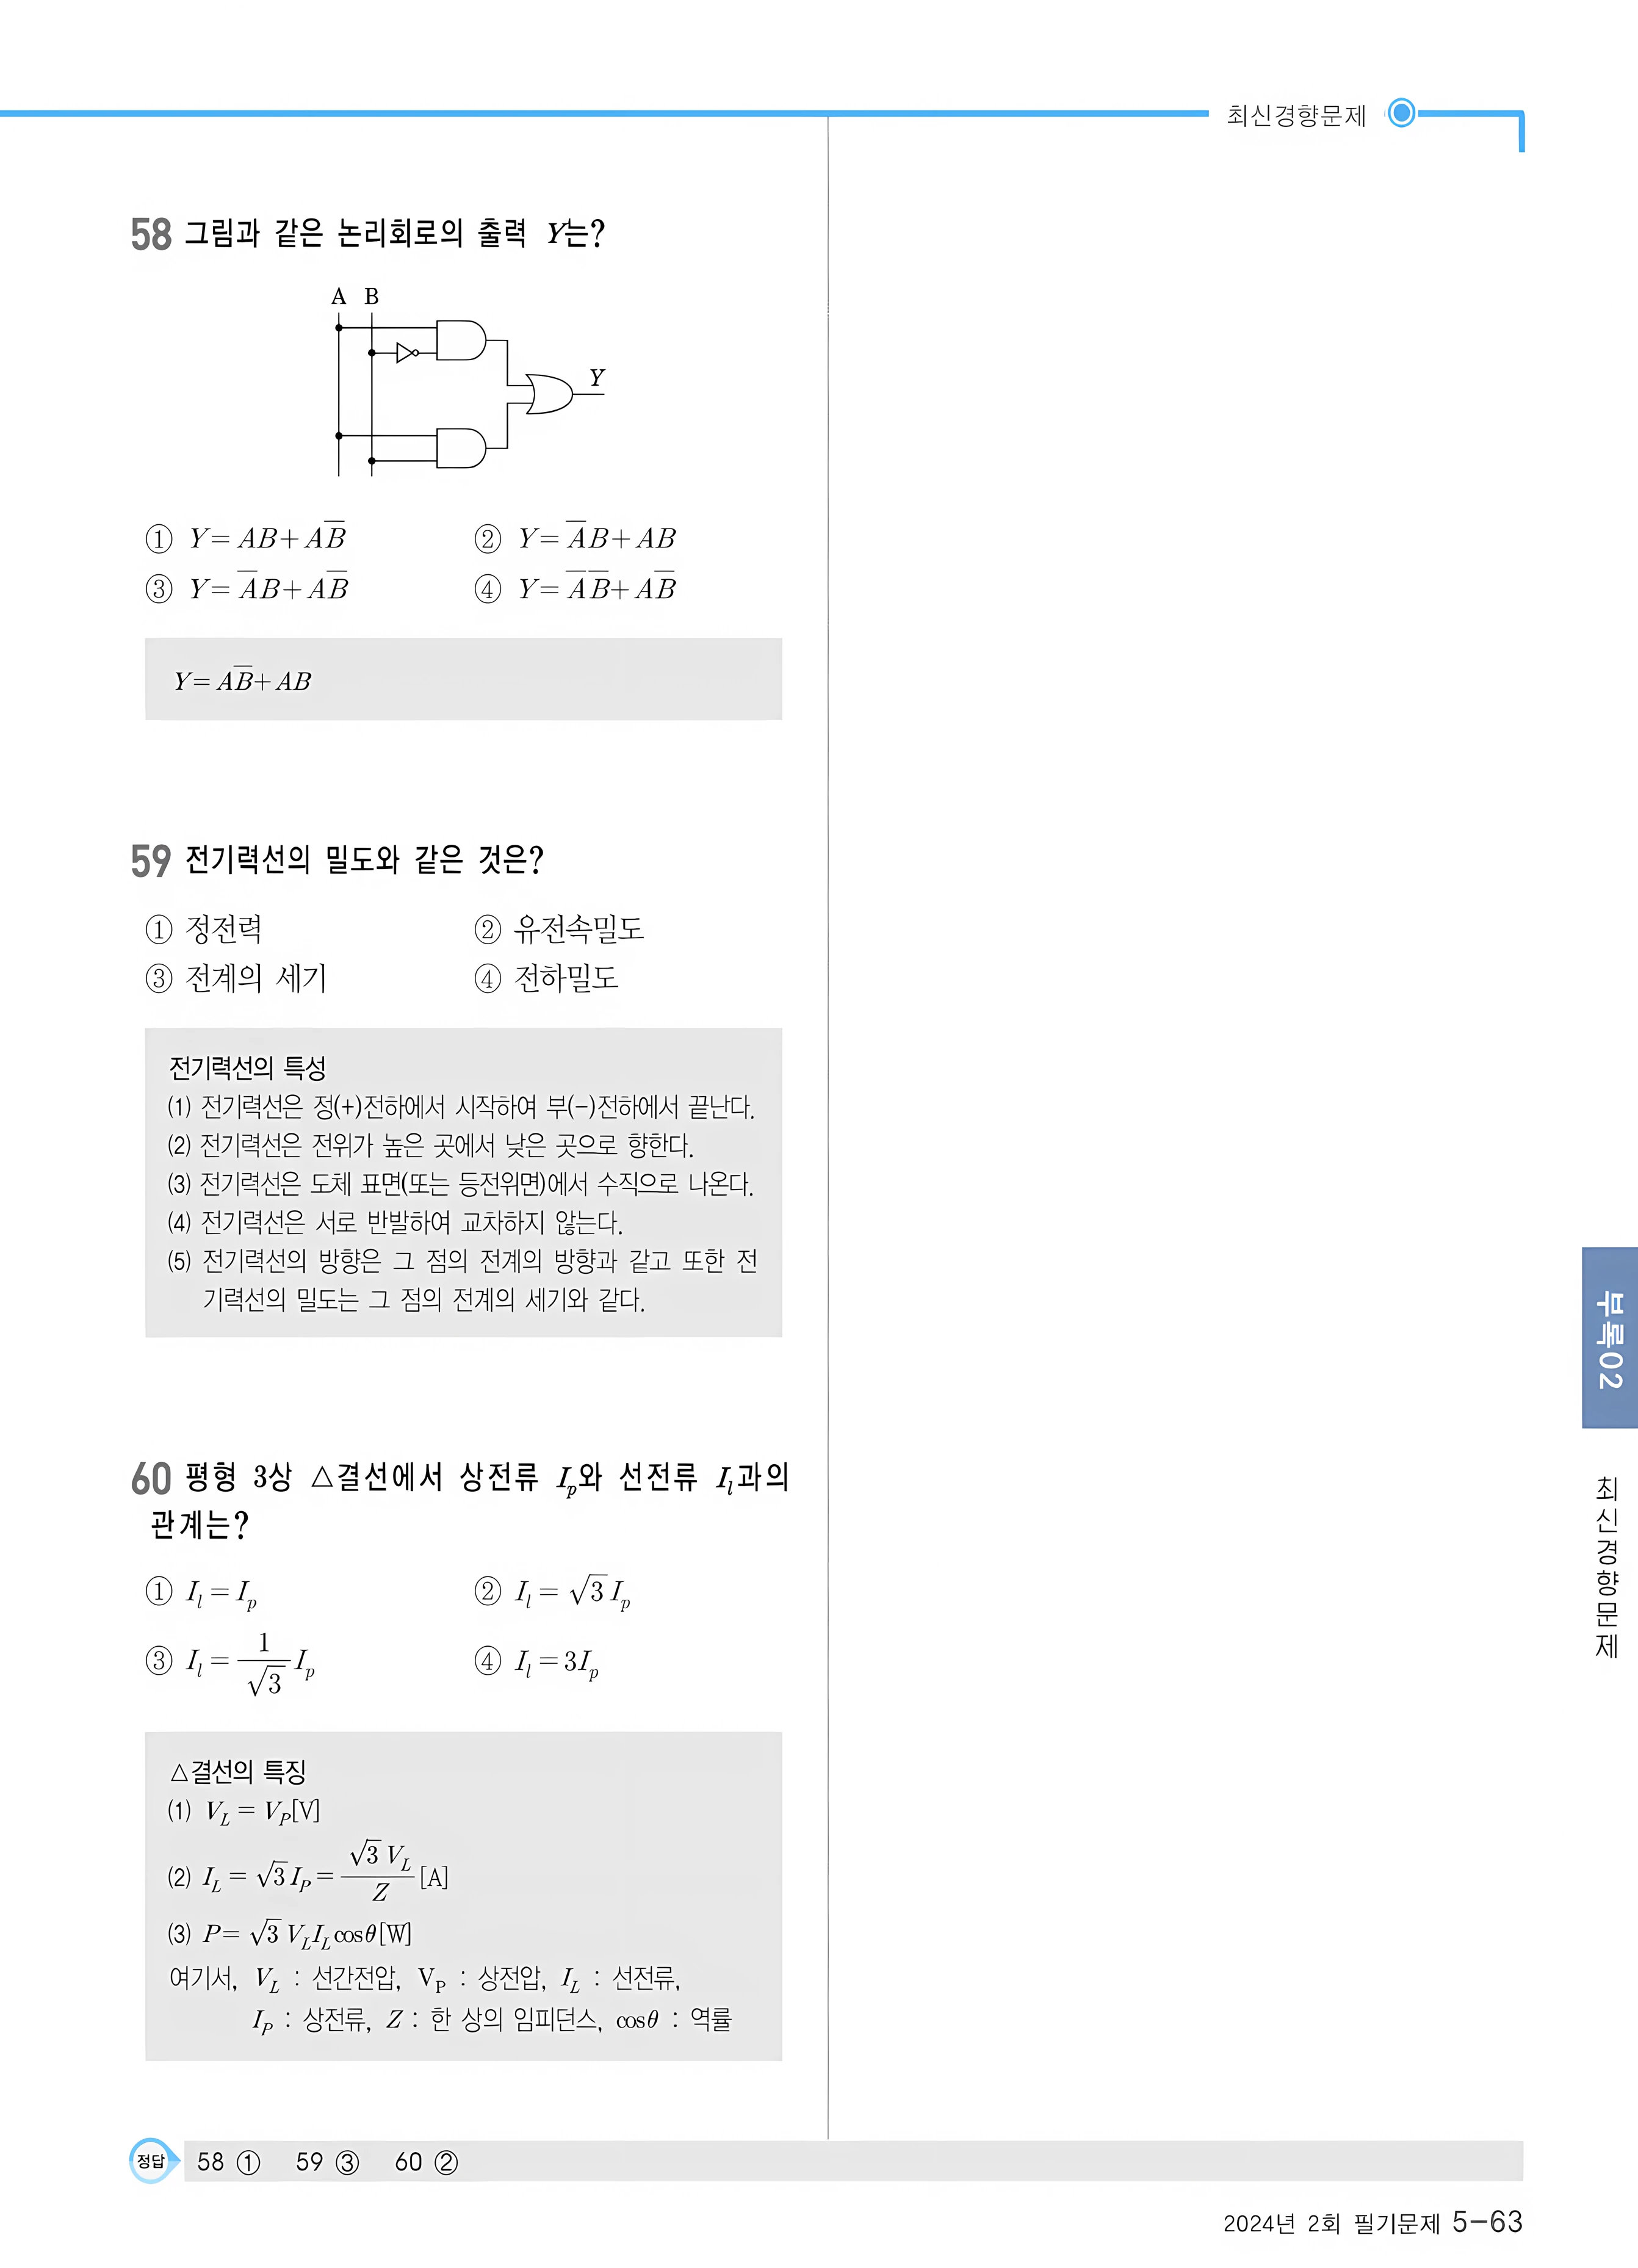 최신경향문제
58 그림과 같은 논리회로의 출력 Y는?
A B
Y
① Y = AB + AB̅ ② Y = A̅B + AB
③ Y = A̅B + AB̅ ④ Y = A̅B̅ + AB̅
Y = AB̅ + AB
59 전기력선의 밀도와 같은 것은?
① 정전력 ② 유전속밀도
③ 전계의 세기 ④ 전하밀도
전기력선의 특성
(1) 전기력선은 정(+)전하에서 시작하여 부(-)전하에서 끝난다.
(2) 전기력선은 전위가 높은 곳에서 낮은 곳으로 향한다.
(3) 전기력선은 도체 표면(또는 등전위면)에서 수직으로 나온다.
(4) 전기력선은 서로 반발하여 교차하지 않는다.
(5) 전기력선의 방향은 그 점의 전계의 방향과 같고 또한 전
기력선의 밀도는 그 점의 전계의 세기와 같다.
60 평형 3상 △결선에서 상전류 Iₚ와 선전류 Iₗ과의
관계는?
① Iₗ = Iₚ ② Iₗ = √3 Iₚ
③ Iₗ = 1/√3 Iₚ ④ Iₗ = 3Iₚ
△결선의 특징
(1) V_L = V_P[V]
(2) I_L = √3 I_P = √3 V_L / Z [A]
(3) P = √3 V_L I_L cosθ[W]
여기서, V_L : 선간전압, V_P : 상전압, I_L : 선전류,
I_P : 상전류, Z : 한 상의 임피던스, cosθ : 역률
정답 58 ① 59 ③ 60 ②
2024년 2회 필기문제 5-63
부록02
최신경향문제